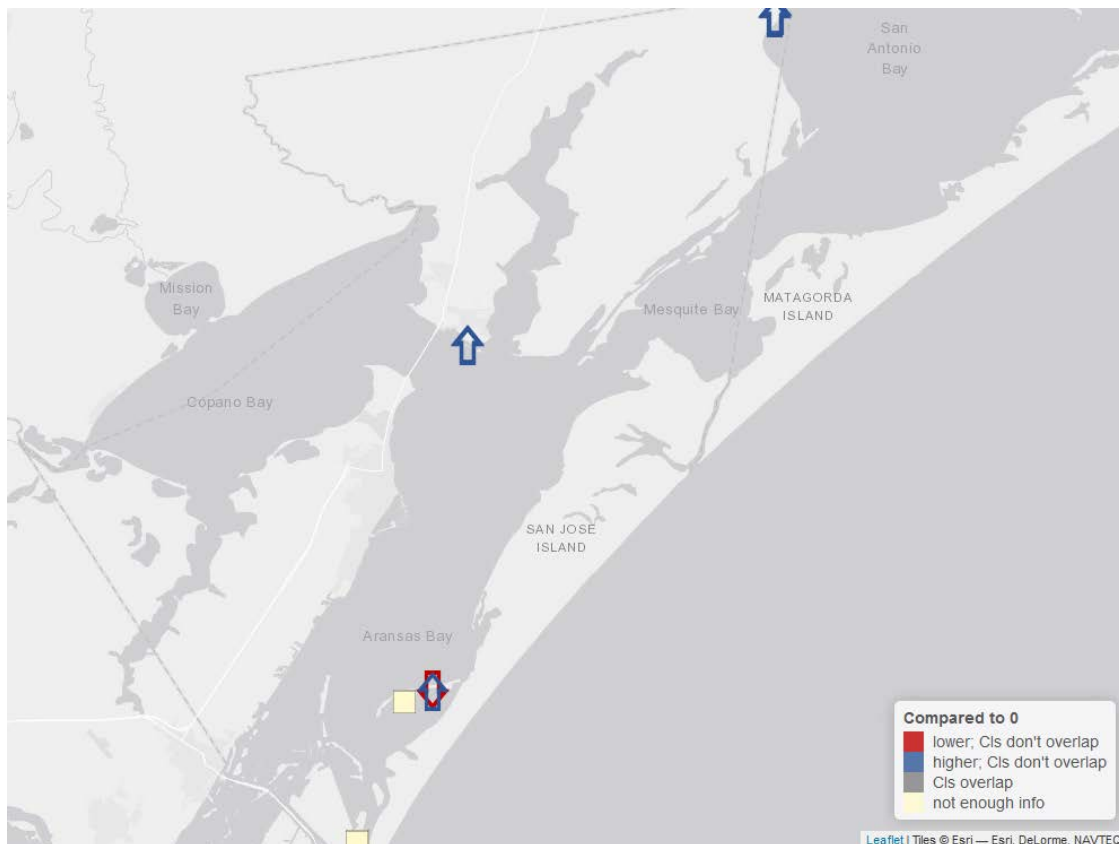 San
Antonio
Bay
Mission
Bay
Mesquite Bay
MATAGORDA
ISLAND
Copano Bay
SAN JOSE
ISLAND
Aransas Bay
Compared to 0
lower; CIs don't overlap
higher; CIs don't overlap
CIs overlap
not enough info
Leaflet | Tiles © Esri — Esri, DeLorme, NAVTEQ